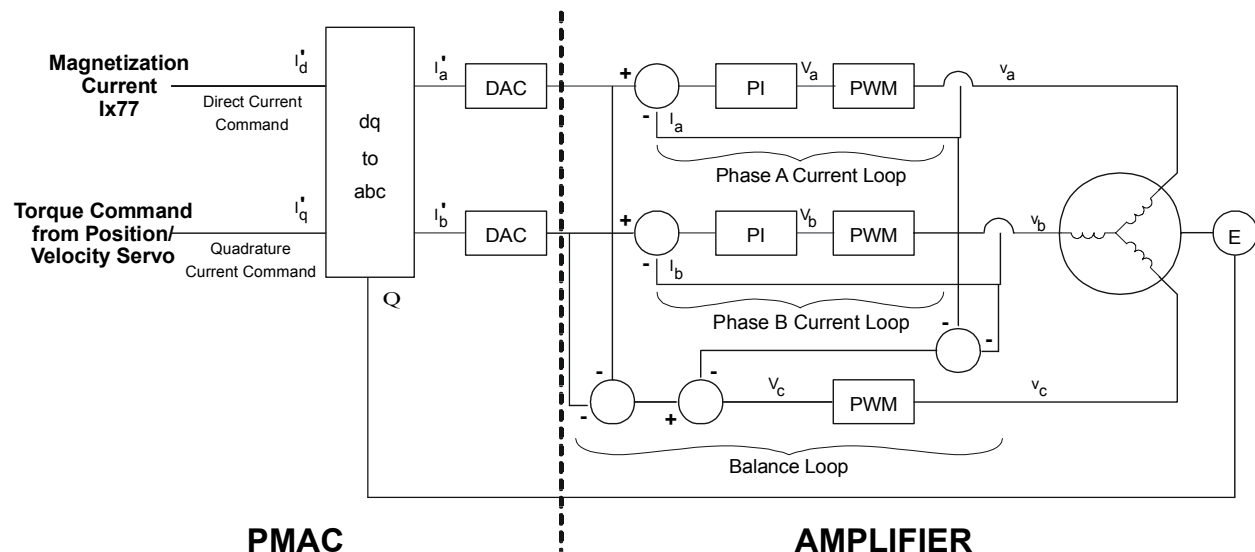 Magnetization
Current
Ix77
I'd
Direct Current
Command
dq
to
abc
I'a
DAC
+
-
Ia
PI
Va
PWM
va
Phase A Current Loop
Torque Command
from Position/
Velocity Servo
I'q
Quadrature
Current Command
I'b
DAC
+
-
Ib
PI
Vb
PWM
vb
E
Q
Phase B Current Loop
-
-
-
-
-
+
Vc
PWM
vc
Balance Loop
PMAC
AMPLIFIER